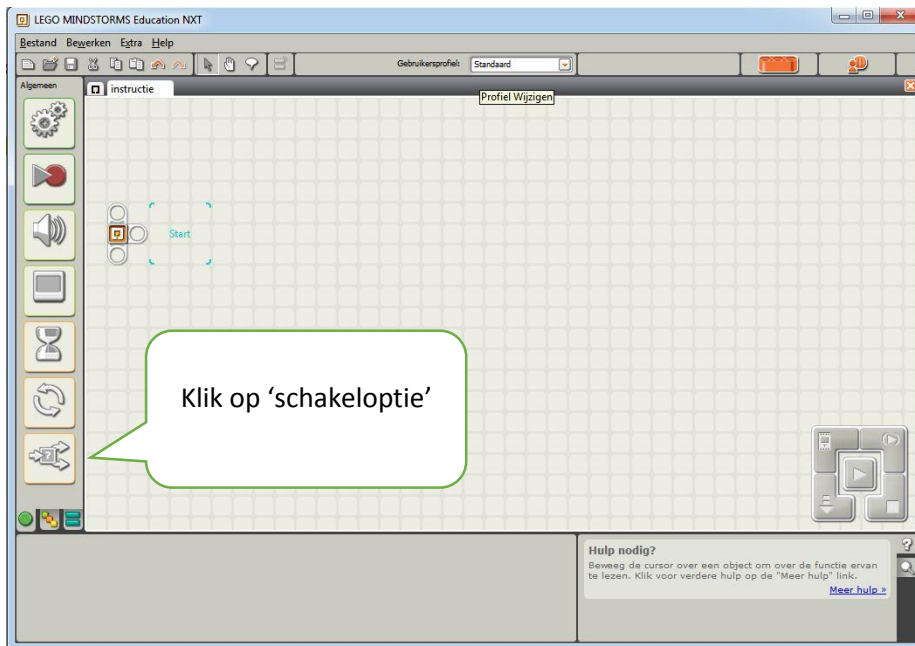 LEGO MINDSTORMS Education NXT
Bestand Bewerken Extra Help
Gebruikersprofiel: Standaard
Algemeen
instructie
Profiel Wijzigen
Start
Klik op ‘schakeloptie’
Hulp nodig?
Beweeg de cursor over een object om over de functie ervan
te lezen. Klik voor verdere hulp op de "Meer hulp" link.
Meer hulp »